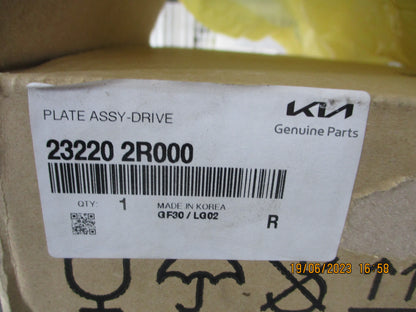 PLATE ASSY-DRIVE
KIA
Genuine Parts
23220 2R000
QTY: 1
MADE IN KOREA
GF30 / LG02
R
19/06/2023 16:58